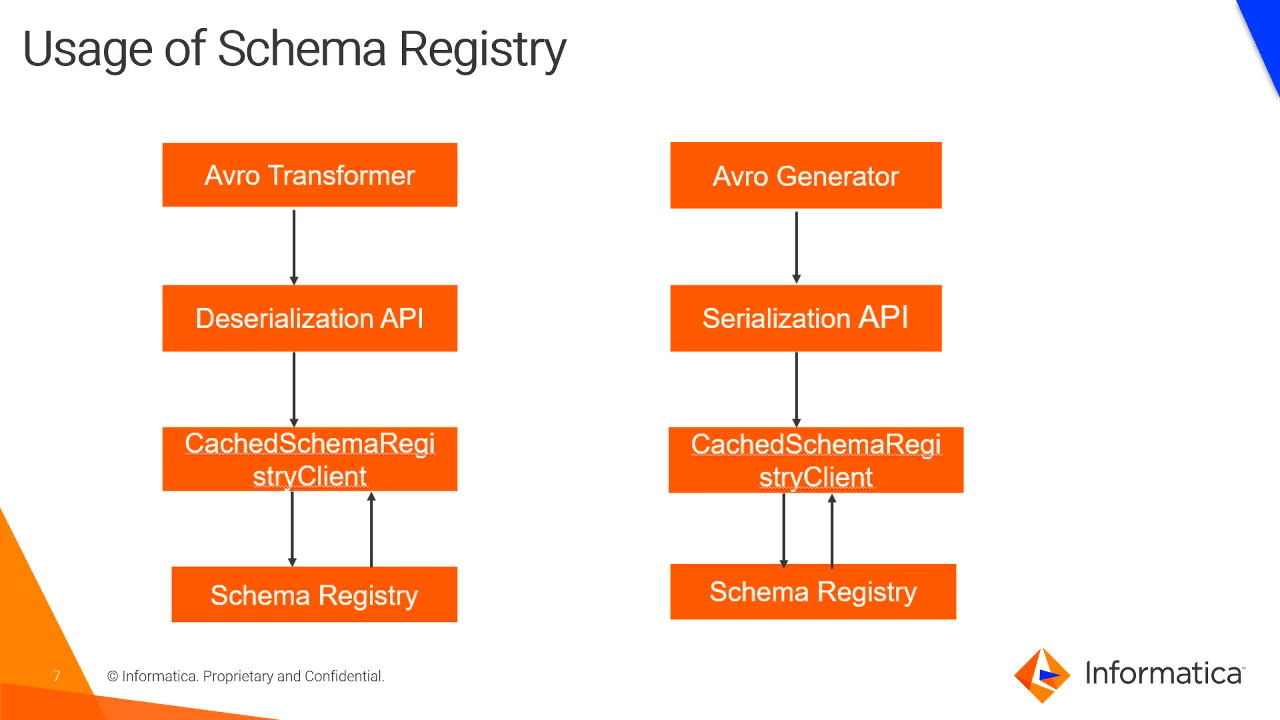 Usage of Schema Registry
Avro Transformer
Deserialization API
CachedSchemaRegi
stryClient
Schema Registry
Avro Generator
Serialization API
CachedSchemaRegi
stryClient
Schema Registry
7
© Informatica. Proprietary and Confidential.
Informatica™